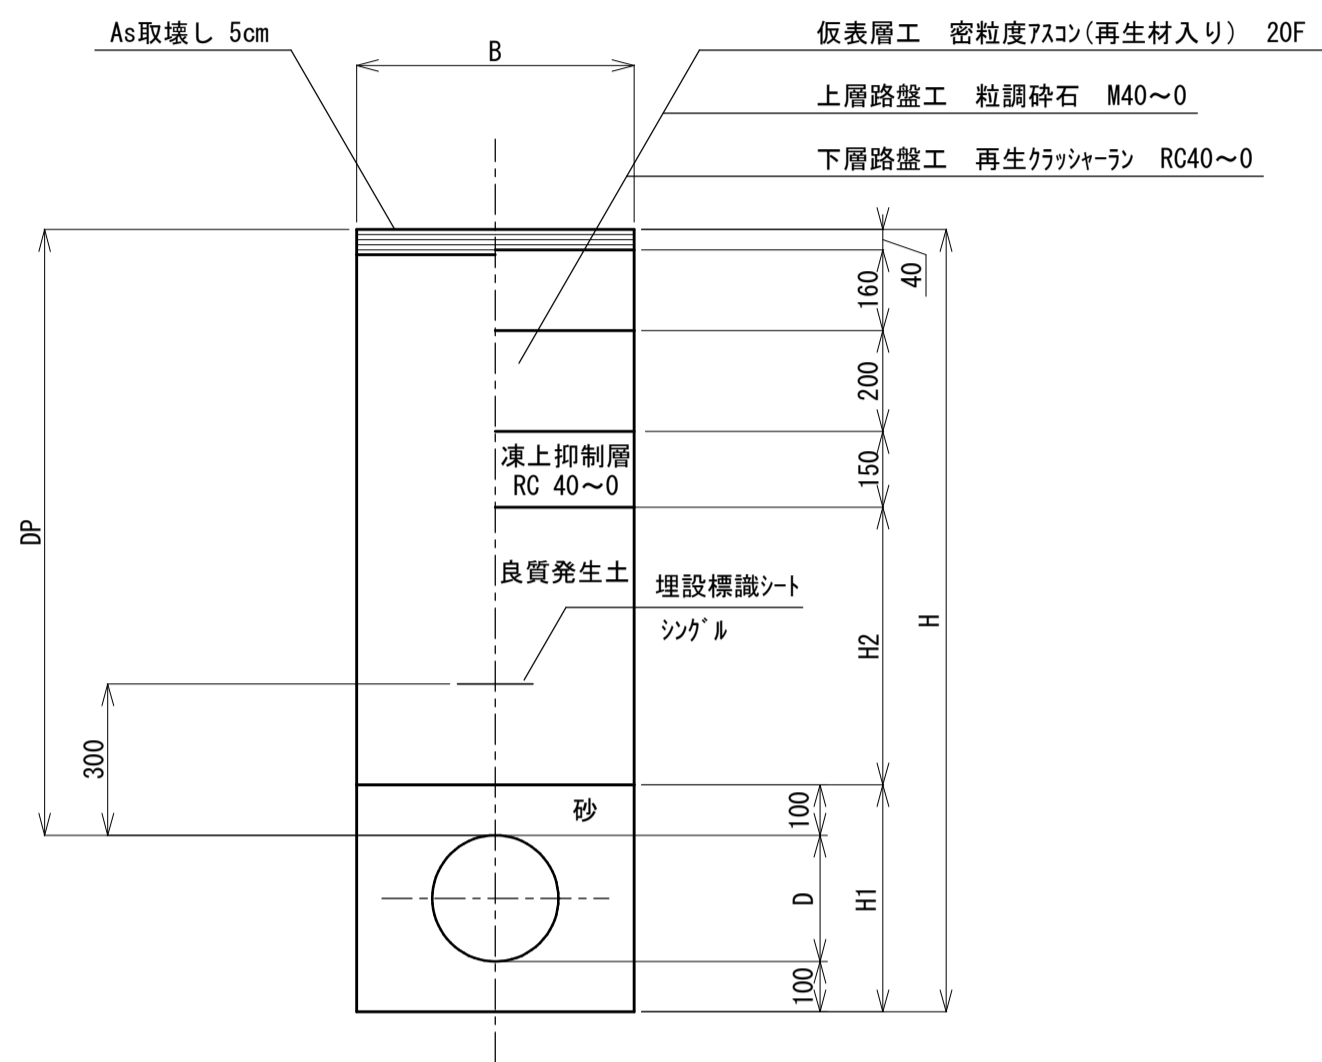 As取壊し 5cm
B
仮表層工 密粒度アスコン(再生材入り) 20F
上層路盤工 粒調砕石 M40～0
下層路盤工 再生クラッシャーラン RC40～0
40
160
200
凍上抑制層
RC 40～0
150
DP
良質発生土
埋設標識シート
シングル
H
H2
300
砂
100
D
H1
100